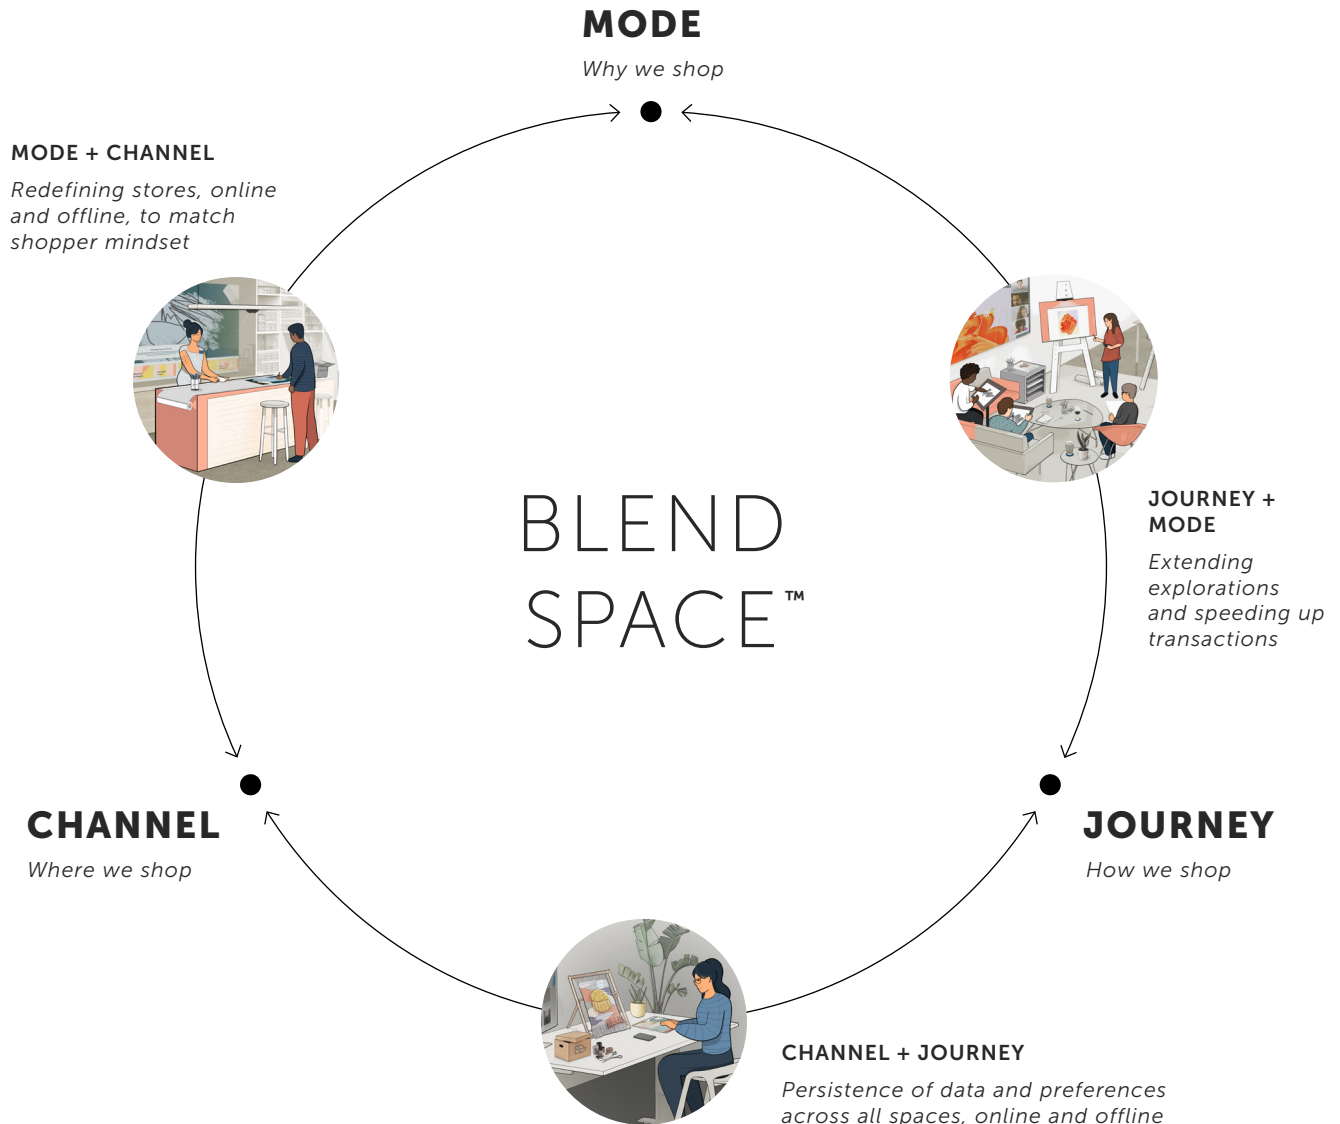 MODE
Why we shop
MODE + CHANNEL
Redefining stores, online
and offline, to match
shopper mindset
BLEND
SPACE™
JOURNEY +
MODE
Extending
explorations
and speeding up
transactions
CHANNEL
Where we shop
JOURNEY
How we shop
CHANNEL + JOURNEY
Persistence of data and preferences
across all spaces, online and offline